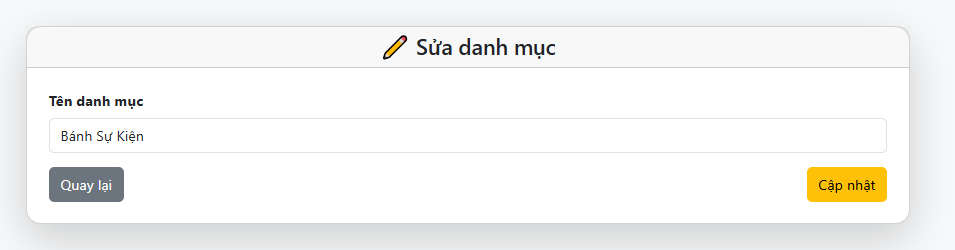 Sửa danh mục
Tên danh mục
Bánh Sự Kiện
Quay lại
Cập nhật